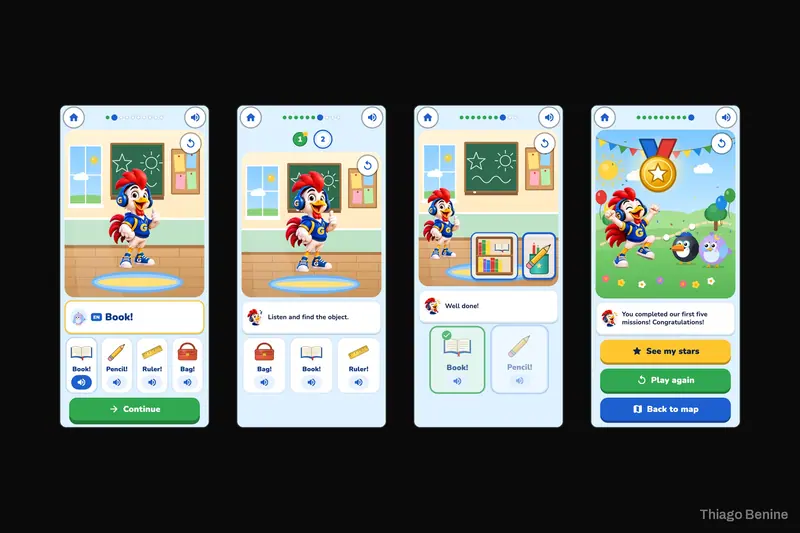 EN Book!
Book!
Pencil!
Ruler!
Bag!
Continue
1
2
Listen and find the object.
Bag!
Book!
Ruler!
Well done!
Book!
Pencil!
You completed our first five
missions! Congratulations!
See my stars
Play again
Back to map
G
G
G
G
Thiago Benine